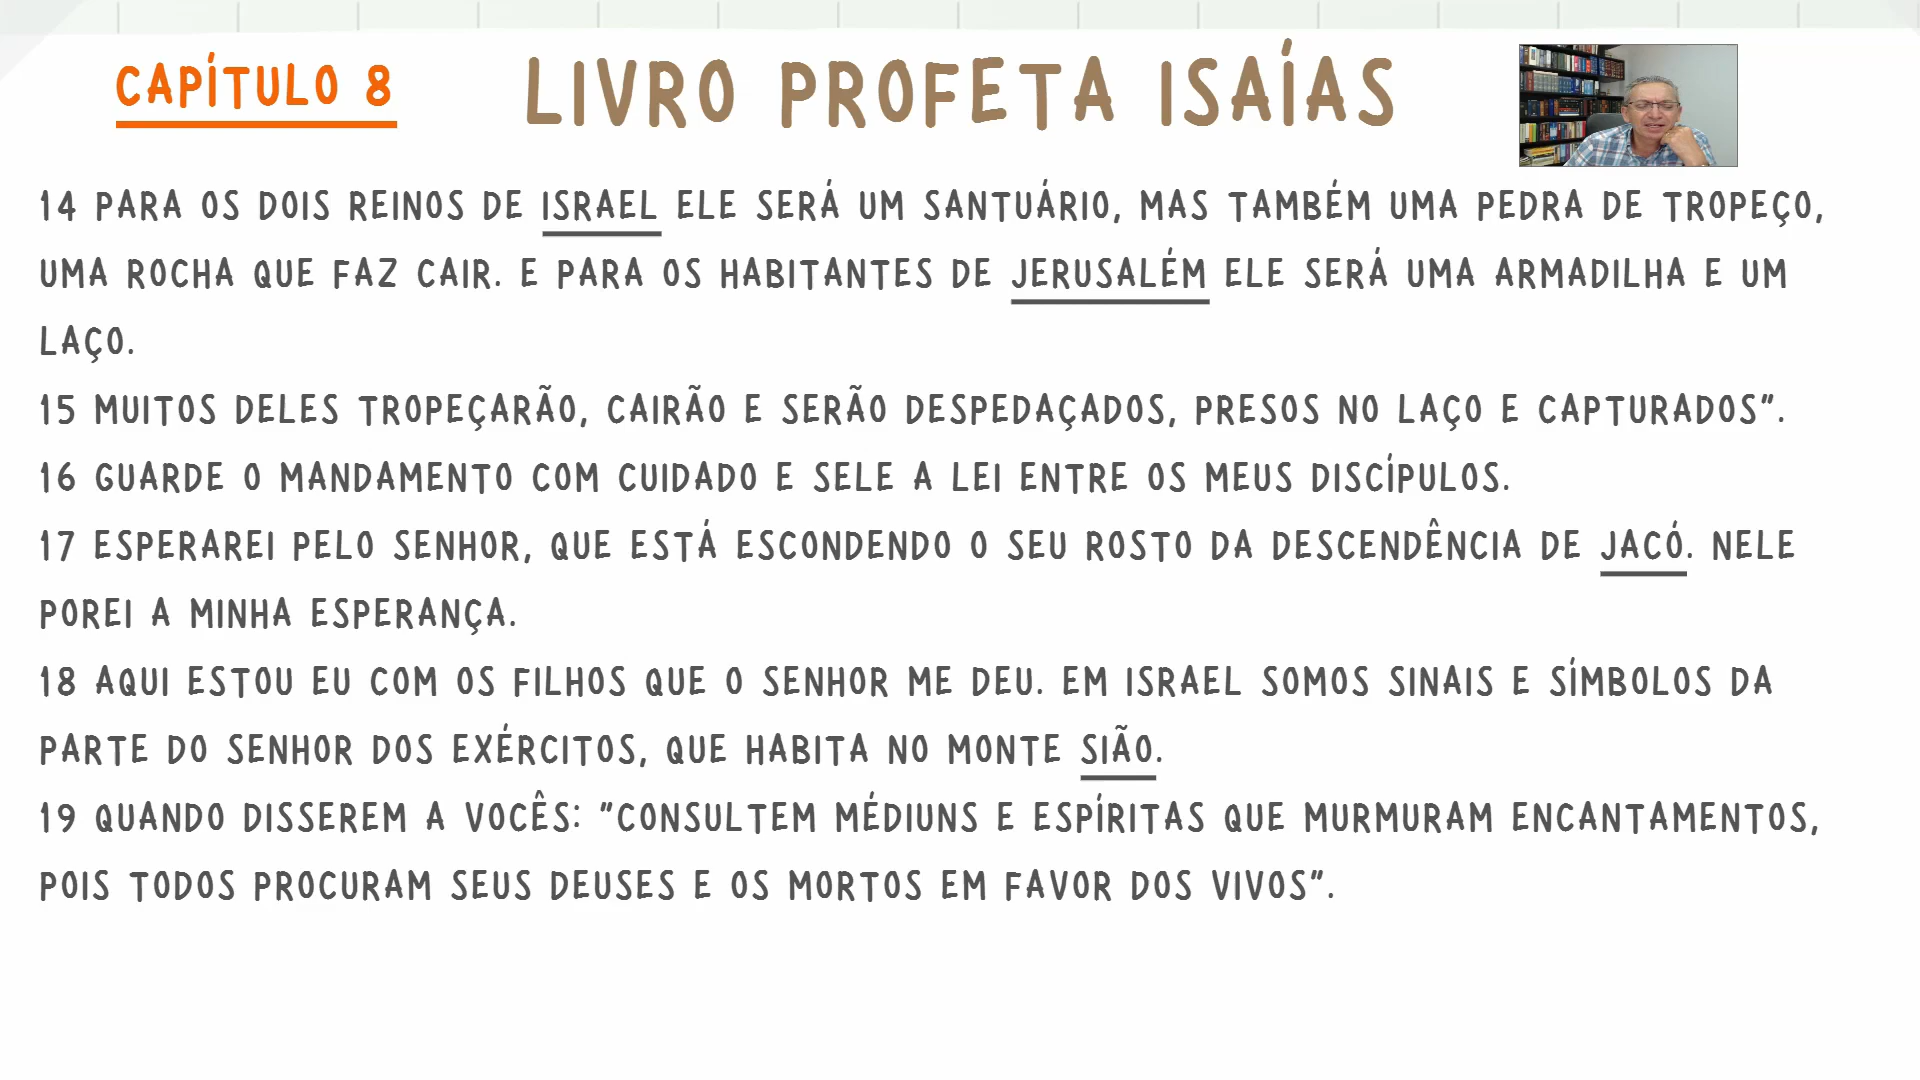 CAPÍTULO 8 LIVRO PROFETA ISAÍAS
14 PARA OS DOIS REINOS DE ISRAEL ELE SERÁ UM SANTUÁRIO, MAS TAMBÉM UMA PEDRA DE TROPEÇO,
UMA ROCHA QUE FAZ CAIR. E PARA OS HABITANTES DE JERUSALÉM ELE SERÁ UMA ARMADILHA E UM
LAÇO.
15 MUITOS DELES TROPEÇARÃO, CAIRÃO E SERÃO DESPEDAÇADOS, PRESOS NO LAÇO E CAPTURADOS”.
16 GUARDE O MANDAMENTO COM CUIDADO E SELE A LEI ENTRE OS MEUS DISCÍPULOS.
17 ESPERAREI PELO SENHOR, QUE ESTÁ ESCONDENDO O SEU ROSTO DA DESCENDÊNCIA DE JACÓ. NELE
POREI A MINHA ESPERANÇA.
18 AQUI ESTOU EU COM OS FILHOS QUE O SENHOR ME DEU. EM ISRAEL SOMOS SINAIS E SÍMBOLOS DA
PARTE DO SENHOR DOS EXÉRCITOS, QUE HABITA NO MONTE SIÃO.
19 QUANDO DISSEREM A VOCÊS: “CONSULTEM MÉDIUNS E ESPÍRITAS QUE MURMURAM ENCANTAMENTOS,
POIS TODOS PROCURAM SEUS DEUSES E OS MORTOS EM FAVOR DOS VIVOS”.